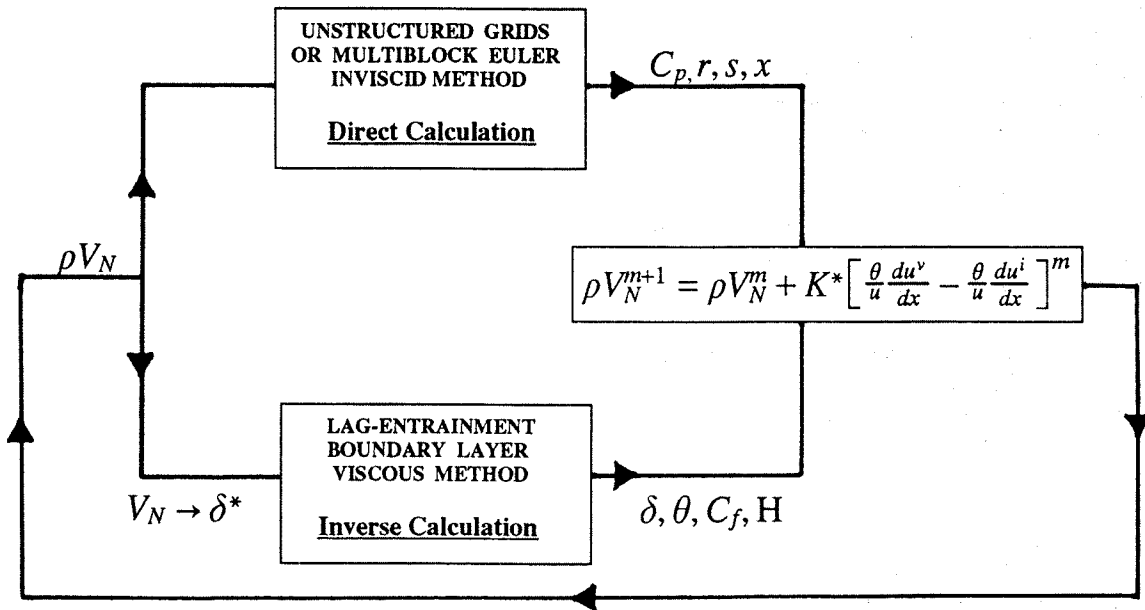 UNSTRUCTURED GRIDS
OR MULTIBLOCK EULER
INVISCID METHOD
Direct Calculation
C_p, r, s, x
ρV_N
ρV_N^{m+1} = ρV_N^m + K^*[θ/u du^v/dx − θ/u du^i/dx]^m
LAG-ENTRAINMENT
BOUNDARY LAYER
VISCOUS METHOD
Inverse Calculation
V_N → δ*
δ, θ, C_f, H